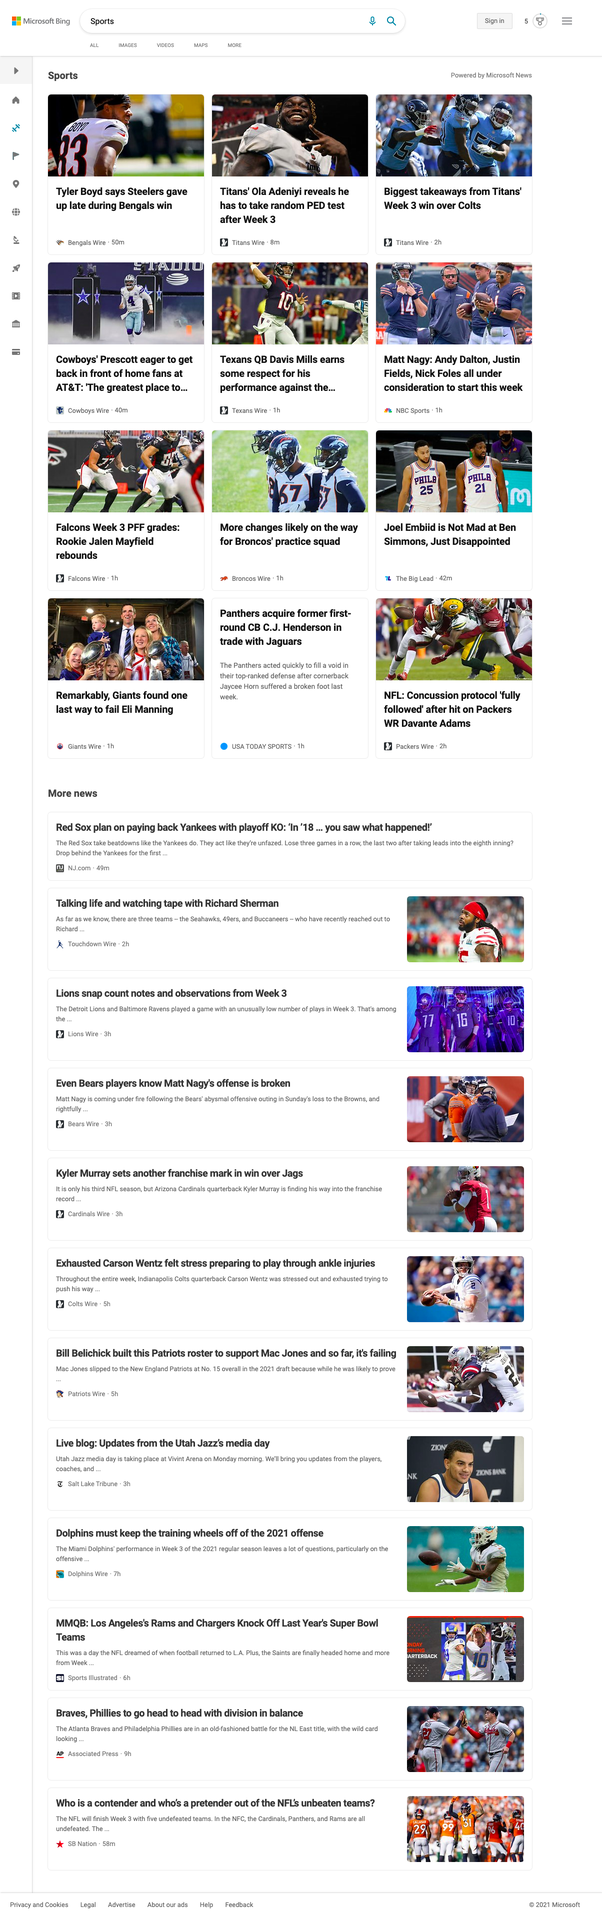 Microsoft Bing
Sports
Sign in
5
ALL IMAGES VIDEOS MAPS MORE
Sports
Powered by Microsoft News
Tyler Boyd says Steelers gave
up late during Bengals win
Bengals Wire · 50m
Titans' Ola Adeniyi reveals he
has to take random PED test
after Week 3
Titans Wire · 8m
Biggest takeaways from Titans'
Week 3 win over Colts
Titans Wire · 2h
Cowboys' Prescott eager to get
back in front of home fans at
AT&T: 'The greatest place to...
Cowboys Wire · 40m
Texans QB Davis Mills earns
some respect for his
performance against the...
Texans Wire · 1h
Matt Nagy: Andy Dalton, Justin
Fields, Nick Foles all under
consideration to start this week
NBC Sports · 1h
Falcons Week 3 PFF grades:
Rookie Jalen Mayfield
rebounds
Falcons Wire · 1h
More changes likely on the way
for Broncos' practice squad
Broncos Wire · 1h
PHILA
25
PHILA
21
Joel Embiid is Not Mad at Ben
Simmons, Just Disappointed
The Big Lead · 42m
Remarkably, Giants found one
last way to fail Eli Manning
Giants Wire · 1h
Panthers acquire former first-
round CB C.J. Henderson in
trade with Jaguars
The Panthers acted quickly to fill a void in
their top-ranked defense after cornerback
Jaycee Horn suffered a broken foot last
week.
USA TODAY SPORTS · 1h
NFL: Concussion protocol 'fully
followed' after hit on Packers
WR Davante Adams
Packers Wire · 2h
More news
Red Sox plan on paying back Yankees with playoff KO: 'In '18 ... you saw what happened!'
The Red Sox take beatdowns like the Yankees do. They act like they're unfazed. Lose three games in a row, the last two after taking leads into the eighth inning?
Drop behind the Yankees for the first ...
NJ.com · 49m
Talking life and watching tape with Richard Sherman
As far as we know, there are three teams – the Seahawks, 49ers, and Buccaneers – who have recently reached out to
Richard ...
Touchdown Wire · 2h
Lions snap count notes and observations from Week 3
The Detroit Lions and Baltimore Ravens played a game with an unusually low number of plays in Week 3. That's among
the ...
Lions Wire · 3h
77
16
10
Even Bears players know Matt Nagy's offense is broken
Matt Nagy is coming under fire following the Bears' abysmal offensive outing in Sunday's loss to the Browns, and
rightfully ...
Bears Wire · 3h
Kyler Murray sets another franchise mark in win over Jags
It is only his third NFL season, but Arizona Cardinals quarterback Kyler Murray is finding his way into the franchise
record ...
Cardinals Wire · 3h
Exhausted Carson Wentz felt stress preparing to play through ankle injuries
Throughout the entire week, Indianapolis Colts quarterback Carson Wentz was stressed out and exhausted trying to
push his way ...
Colts Wire · 5h
Bill Belichick built this Patriots roster to support Mac Jones and so far, it's failing
Mac Jones slipped to the New England Patriots at No. 15 overall in the 2021 draft because while he was likely to prove
...
Patriots Wire · 5h
Live blog: Updates from the Utah Jazz's media day
Utah Jazz media day is taking place at Vivint Arena on Monday morning. We'll bring you updates from the players,
coaches, and ...
Salt Lake Tribune · 3h
ZIONS BANK
Dolphins must keep the training wheels off of the 2021 offense
The Miami Dolphins' performance in Week 3 of the 2021 regular season leaves a lot of questions, particularly on the
offensive ...
Dolphins Wire · 7h
MMQB: Los Angeles's Rams and Chargers Knock Off Last Year's Super Bowl
Teams
This was a day the NFL dreamed of when football returned to L.A. Plus, the Saints are finally headed home and more
from Week ...
Sports Illustrated · 6h
Braves, Phillies to go head to head with division in balance
The Atlanta Braves and Philadelphia Phillies are in an old-fashioned battle for the NL East title, with the wild card
looking ...
Associated Press · 9h
Who is a contender and who's a pretender out of the NFL's unbeaten teams?
The NFL will finish Week 3 with five undefeated teams. In the NFC, the Cardinals, Panthers, and Rams are all
undefeated. The ...
SB Nation · 58m
Privacy and Cookies Legal Advertise About our ads Help Feedback
© 2021 Microsoft